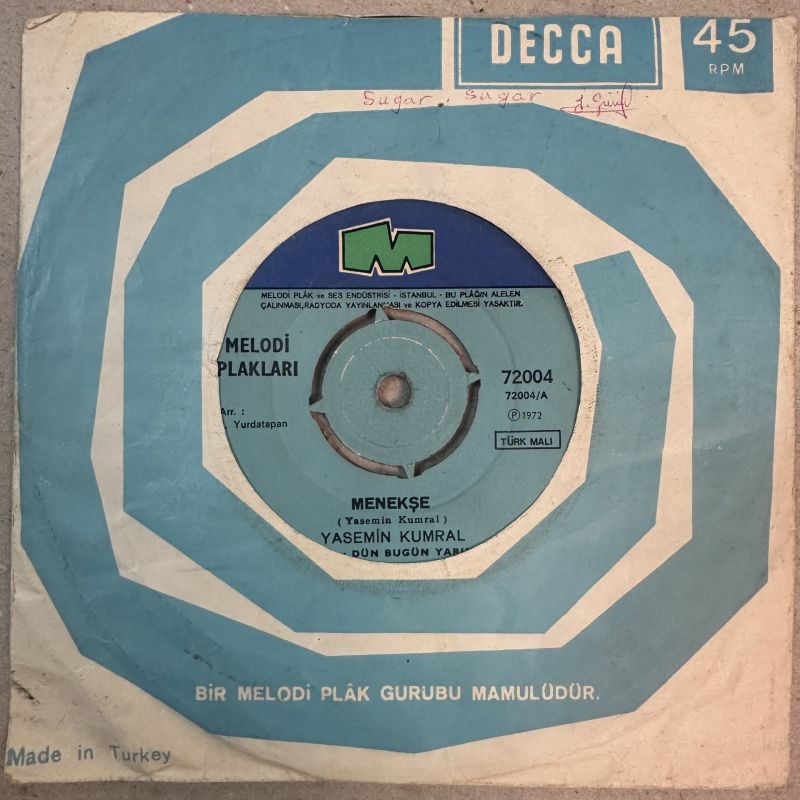 DECCA
45
RPM
Sugar, Sugar
M
MELODİ PLÂK ve SES ENDÜSTRİSİ - İSTANBUL - BU PLÂĞIN ALELEN
ÇALINMASI, RADYODA YAYINLANMASI ve KOPYA EDİLMESİ YASAKTIR.
MELODİ
PLAKLARI
72004
72004/A
Ⓟ 1972
Arr. :
Yurdatapan
TÜRK MALI
MENEKŞE
( Yasemin Kumral )
YASEMİN KUMRAL
DÜN BUGÜN
BİR MELODİ PLÂK GURUBU MAMULÜDÜR.
Made in Turkey